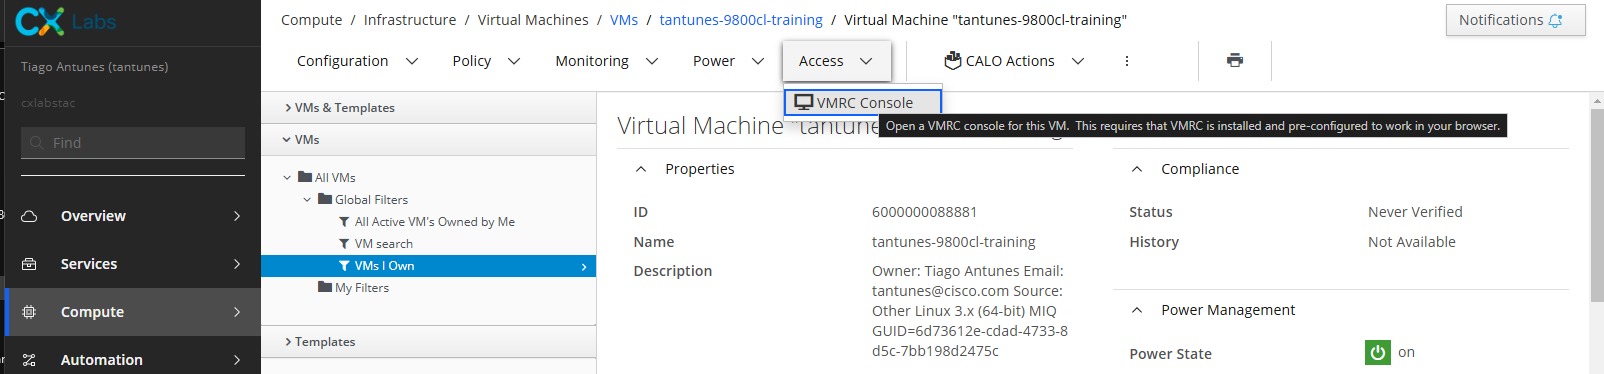 CX Labs
Tiago Antunes (tantunes)
cxlabstac
Find
Overview
Services
Compute
Automation
Compute / Infrastructure / Virtual Machines / VMs / tantunes-9800cl-training / Virtual Machine "tantunes-9800cl-training"
Notifications
Configuration Policy Monitoring Power Access CALO Actions
VMRC Console
Open a VMRC console for this VM. This requires that VMRC is installed and pre-configured to work in your browser.
VMs & Templates
VMs
All VMs
Global Filters
All Active VM's Owned by Me
VM search
VMs I Own
My Filters
Templates
Virtual Machine "tantunes
Properties
ID 6000000088881
Name tantunes-9800cl-training
Description Owner: Tiago Antunes Email:
tantunes@cisco.com Source:
Other Linux 3.x (64-bit) MIQ
GUID=6d73612e-cdad-4733-8
d5c-7bb198d2475c
Compliance
Status Never Verified
History Not Available
Power Management
Power State on